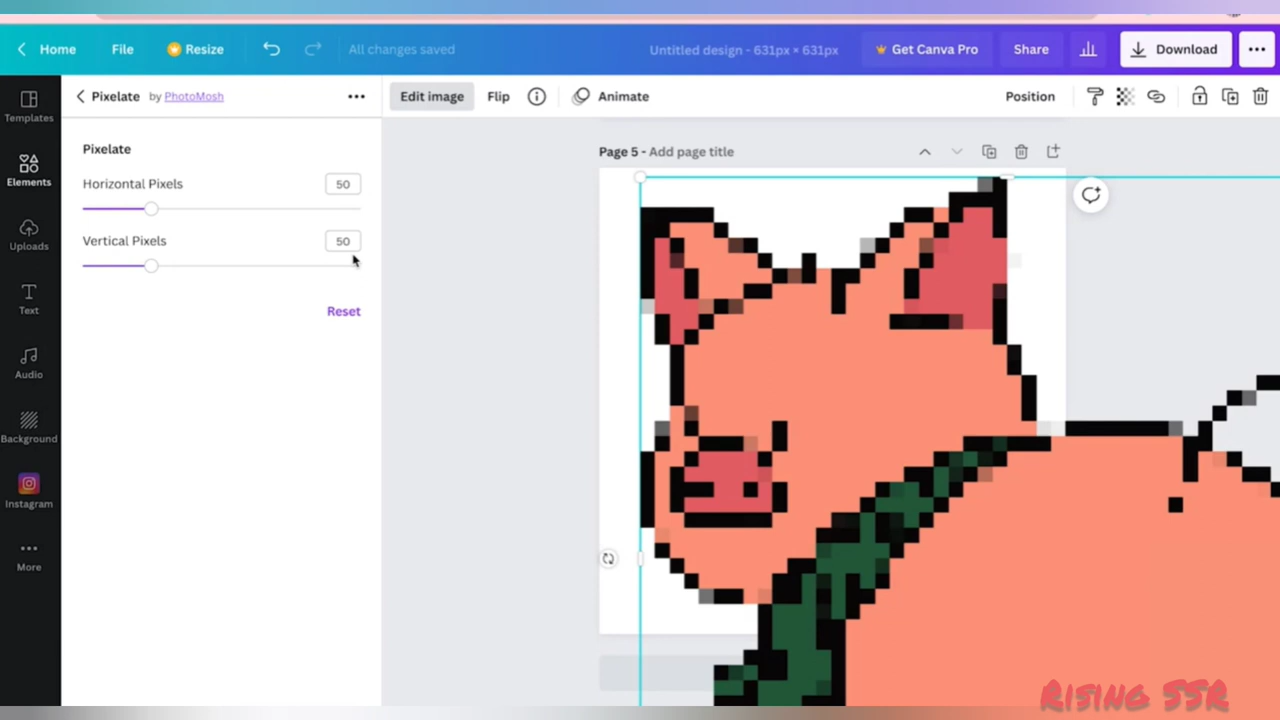 Home File Resize All changes saved Untitled design - 631px × 631px Get Canva Pro Share Download
Pixelate by PhotoMosh Edit image Flip Animate Position
Templates
Elements
Uploads
Text
Audio
Background
Instagram
More
Pixelate
Horizontal Pixels 50
Vertical Pixels 50
Reset
Page 5 - Add page title
RISING SSR